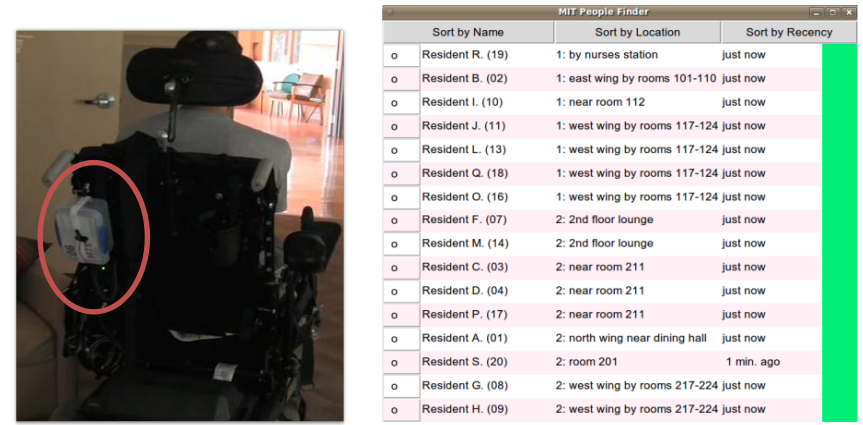 MIT People Finder
Sort by Name Sort by Location Sort by Recency
o Resident R. (19) 1: by nurses station just now
o Resident B. (02) 1: east wing by rooms 101-110 just now
o Resident I. (10) 1: near room 112 just now
o Resident J. (11) 1: west wing by rooms 117-124 just now
o Resident L. (13) 1: west wing by rooms 117-124 just now
o Resident Q. (18) 1: west wing by rooms 117-124 just now
o Resident O. (16) 1: west wing by rooms 117-124 just now
o Resident F. (07) 2: 2nd floor lounge just now
o Resident M. (14) 2: 2nd floor lounge just now
o Resident C. (03) 2: near room 211 just now
o Resident D. (04) 2: near room 211 just now
o Resident P. (17) 2: near room 211 just now
o Resident A. (01) 2: north wing near dining hall just now
o Resident S. (20) 2: room 201 1 min. ago
o Resident G. (08) 2: west wing by rooms 217-224 just now
o Resident H. (09) 2: west wing by rooms 217-224 just now